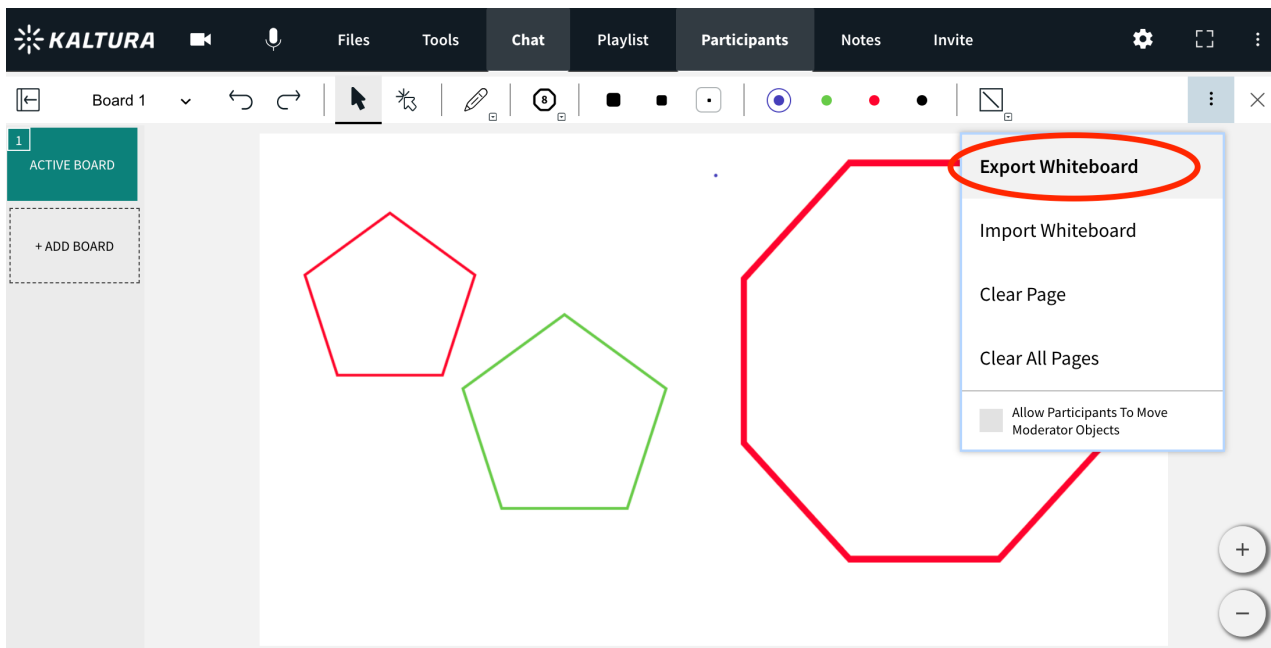 KALTURA
Files
Tools
Chat
Playlist
Participants
Notes
Invite
Board 1
8
1
ACTIVE BOARD
+ ADD BOARD
Export Whiteboard
Import Whiteboard
Clear Page
Clear All Pages
Allow Participants To Move
Moderator Objects